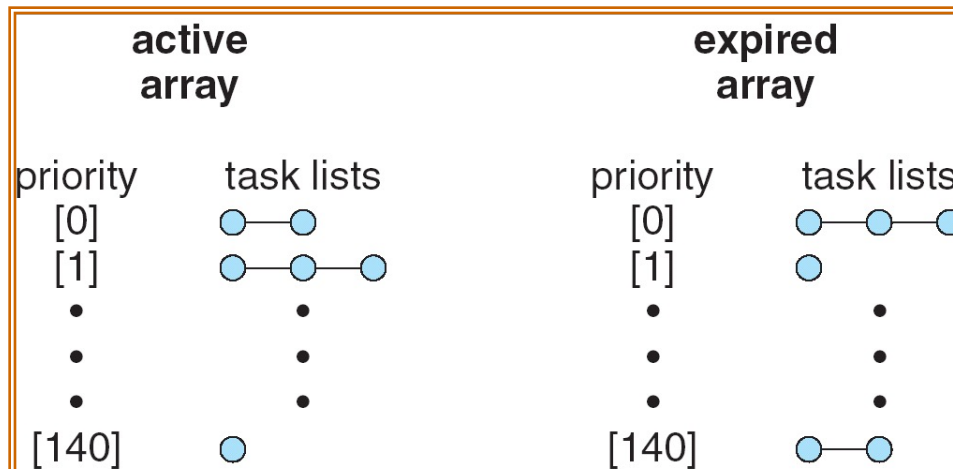 active
array
expired
array
priority task lists
[0]
[1]
[140]
priority task lists
[0]
[1]
[140]